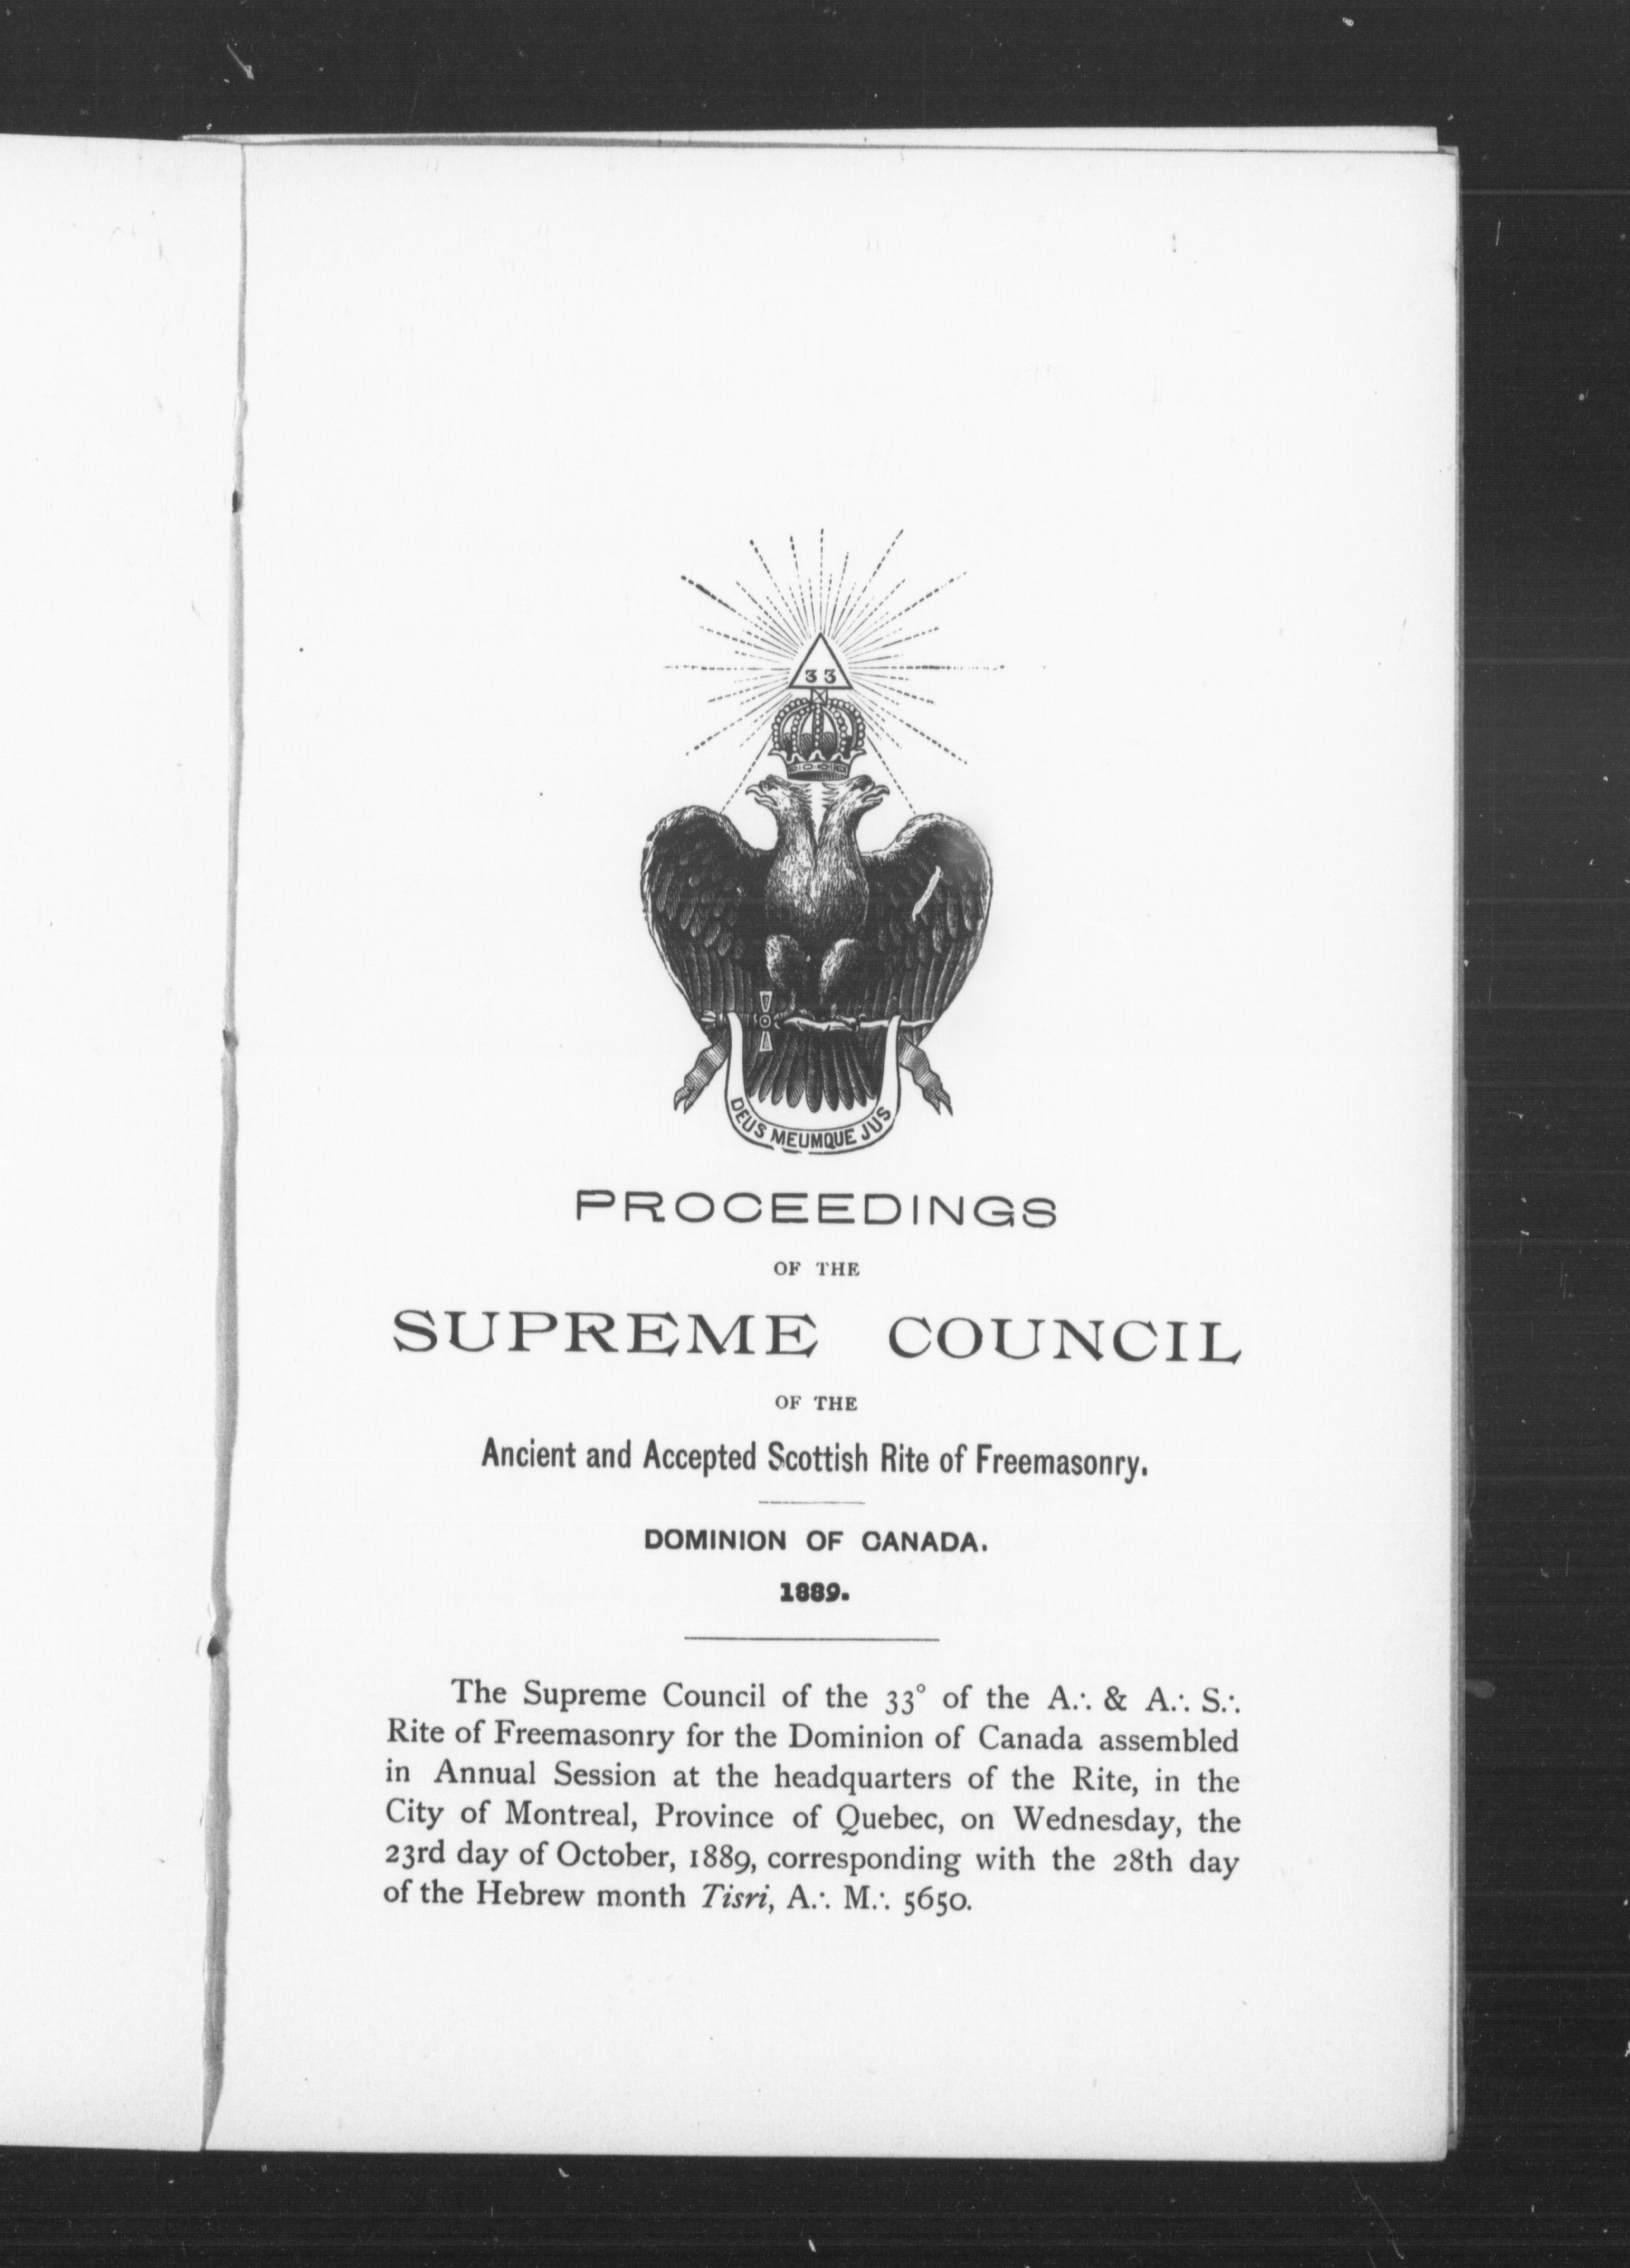 33
DEUS MEUMQUE JUS
PROCEEDINGS
OF THE
SUPREME COUNCIL
OF THE
Ancient and Accepted Scottish Rite of Freemasonry.
DOMINION OF CANADA.
1889.
The Supreme Council of the 33° of the A.∴ & A.∴ S.∴
Rite of Freemasonry for the Dominion of Canada assembled
in Annual Session at the headquarters of the Rite, in the
City of Montreal, Province of Quebec, on Wednesday, the
23rd day of October, 1889, corresponding with the 28th day
of the Hebrew month Tisri, A.∴ M.∴ 5650.